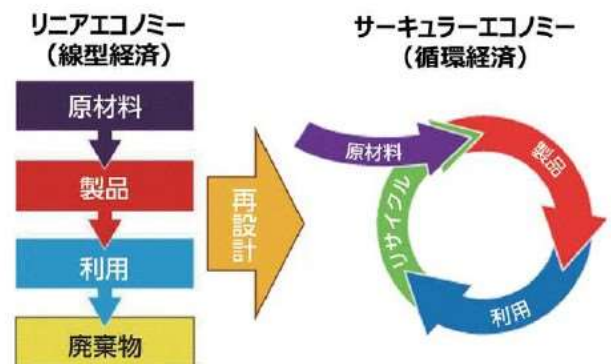 リニアエコノミー
（線型経済）
原材料
製品
利用
廃棄物
再設計
サーキュラーエコノミー
（循環経済）
原材料
製品
利用
リサイクル